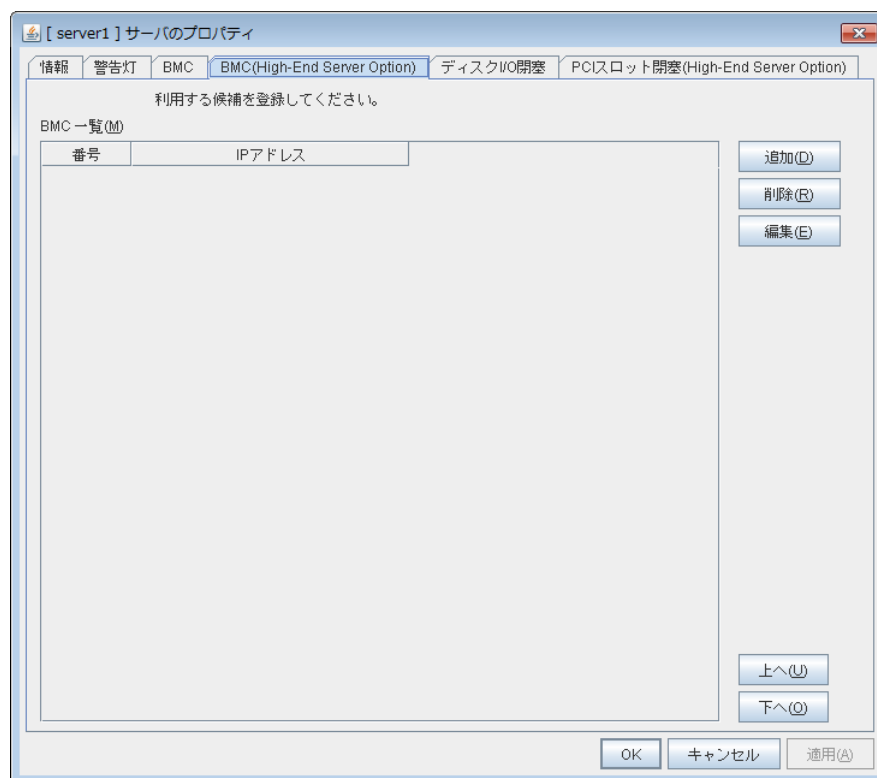 [ server1 ] サーバのプロパティ
情報 警告灯 BMC BMC(High-End Server Option) ディスクI/O閉塞 PCIスロット閉塞(High-End Server Option)
利用する候補を登録してください。
BMC 一覧(M)
番号 IPアドレス
追加(D)
削除(R)
編集(E)
上へ(U)
下へ(O)
OK キャンセル 適用(A)